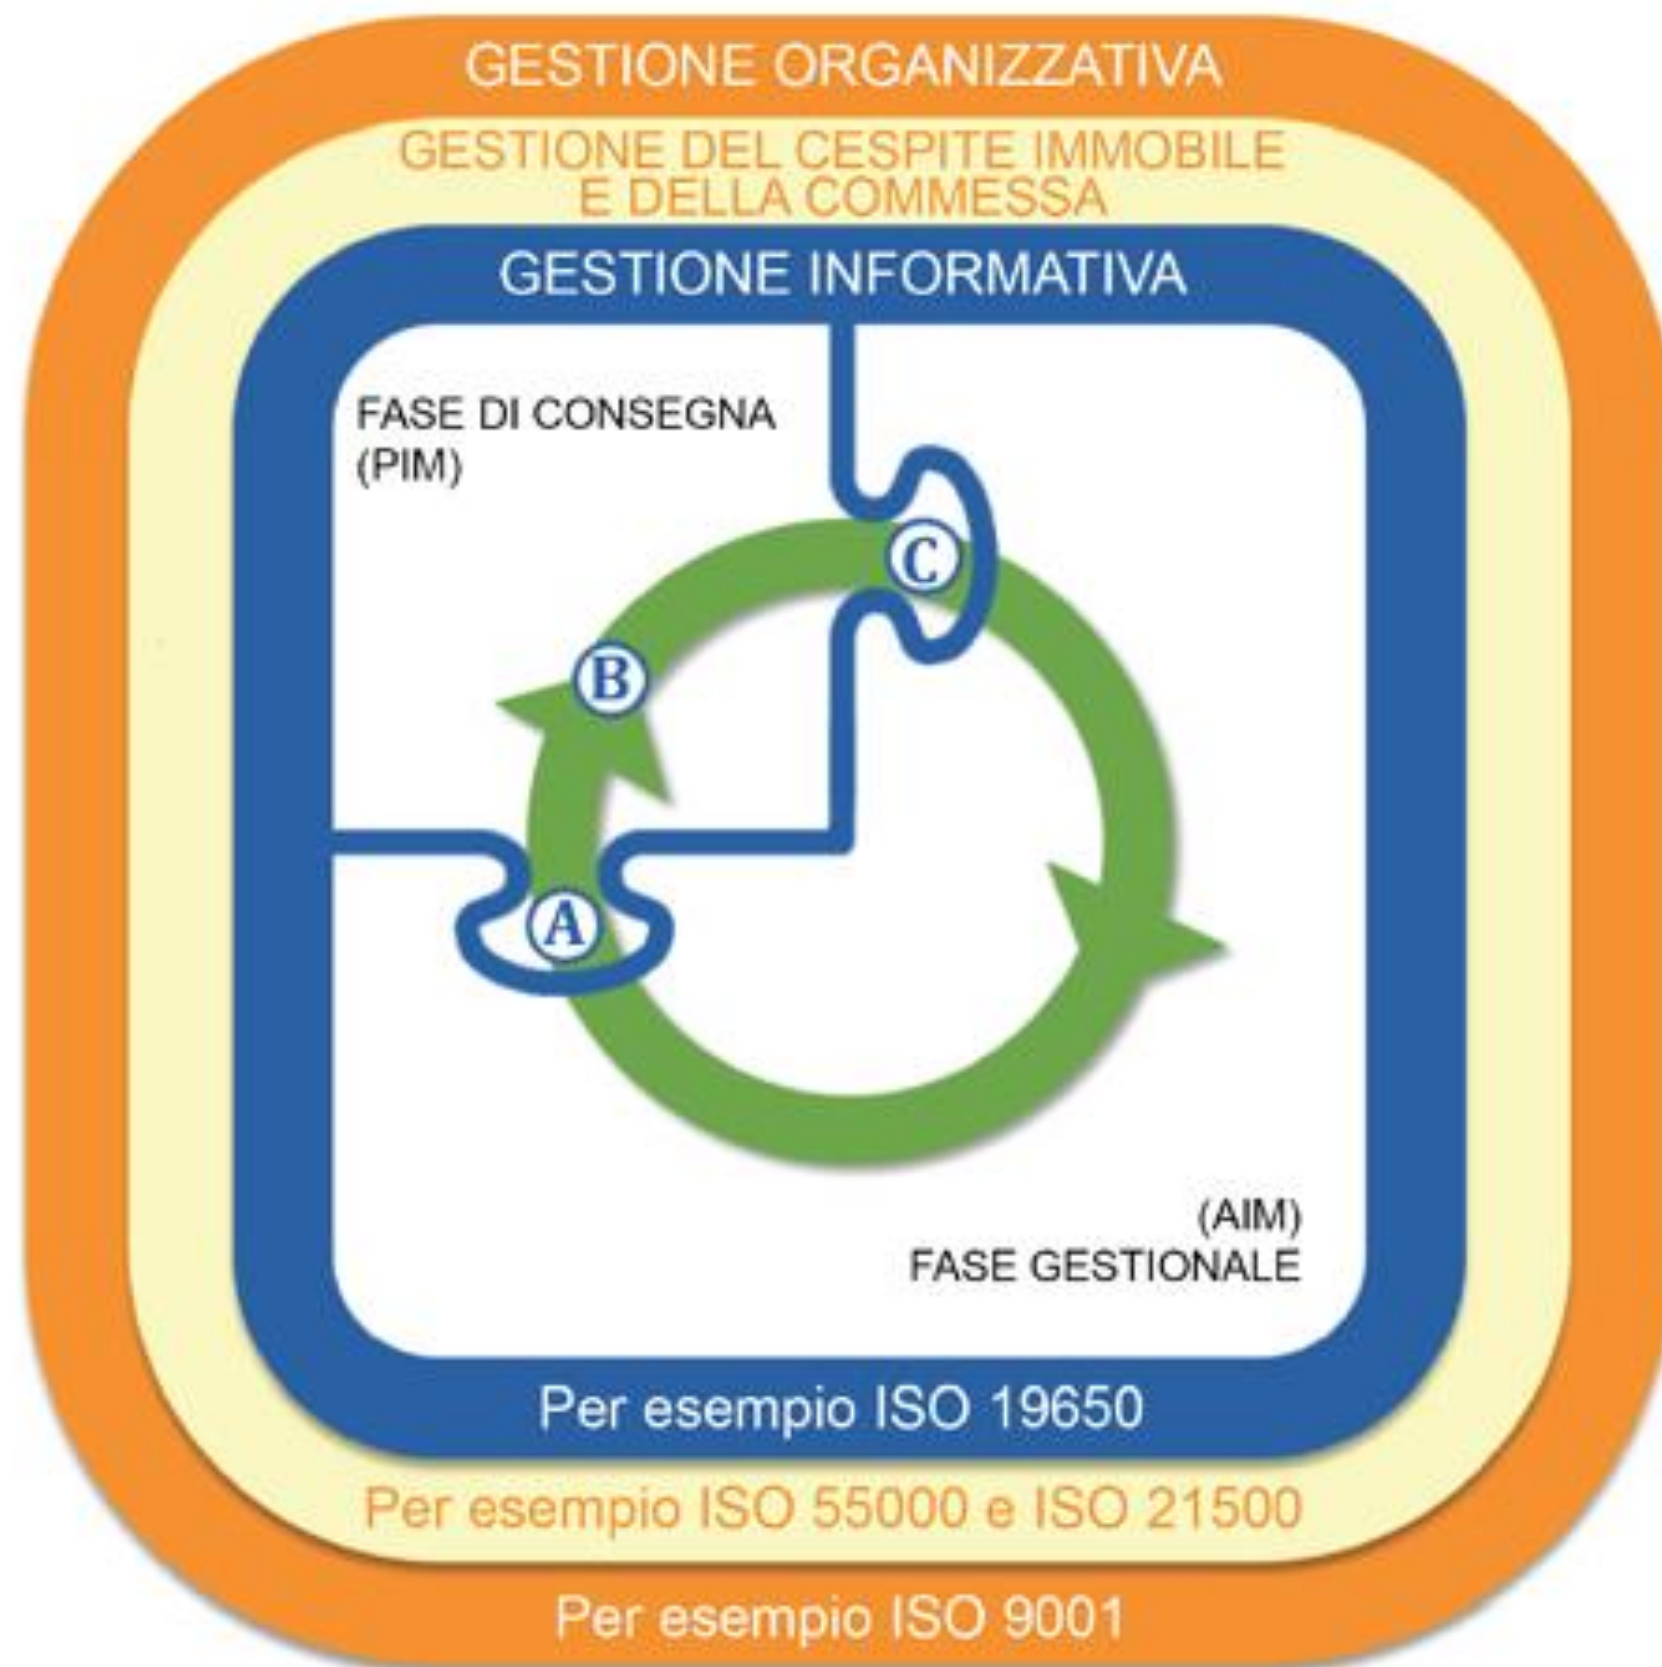 GESTIONE ORGANIZZATIVA
GESTIONE DEL CESPITE IMMOBILE
E DELLA COMMESSA
GESTIONE INFORMATIVA
FASE DI CONSEGNA
(PIM)
C
B
A
(AIM)
FASE GESTIONALE
Per esempio ISO 19650
Per esempio ISO 55000 e ISO 21500
Per esempio ISO 9001